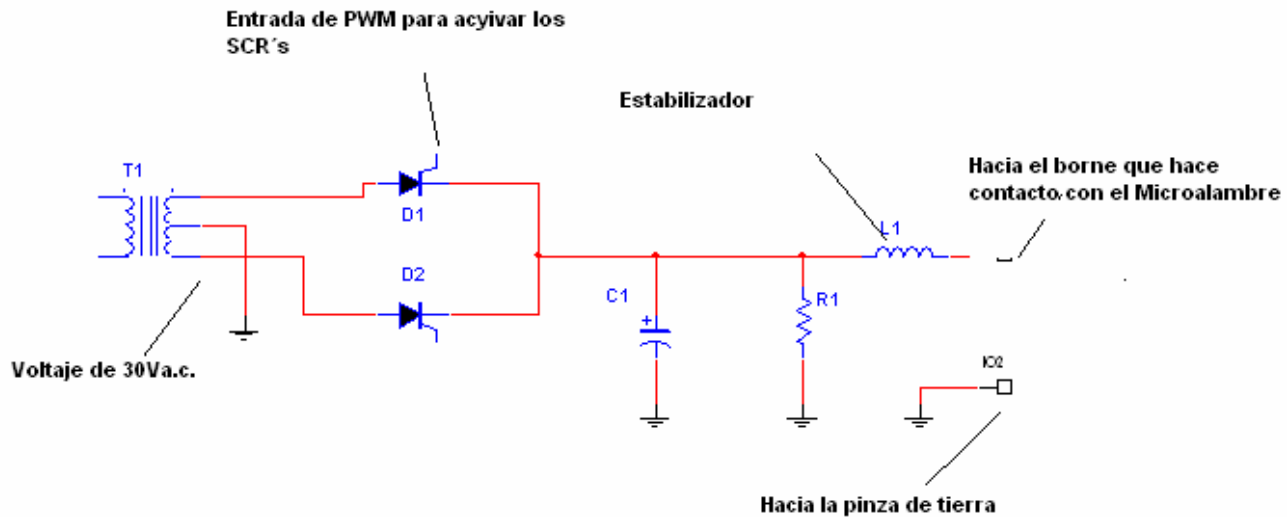 Entrada de PWM para acyivar los
SCR´s
Estabilizador
Hacia el borne que hace
contacto con el Microalambre
T1
D1
L1
D2
C1
+
R1
Voltaje de 30Va.c.
IO2
Hacia la pinza de tierra